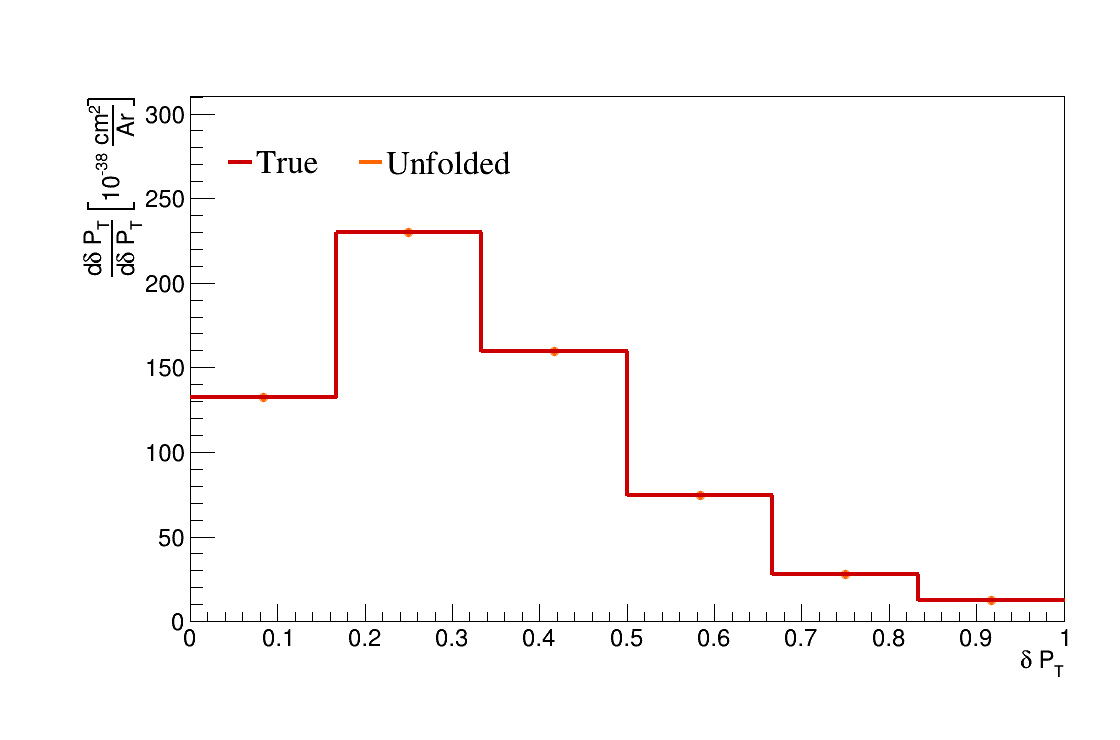 300
250
200
150
100
50
0
dδ P_T
dδ P_T
[10^-38 cm^2
Ar]
True
Unfolded
0 0.1 0.2 0.3 0.4 0.5 0.6 0.7 0.8 0.9 1
δ P_T